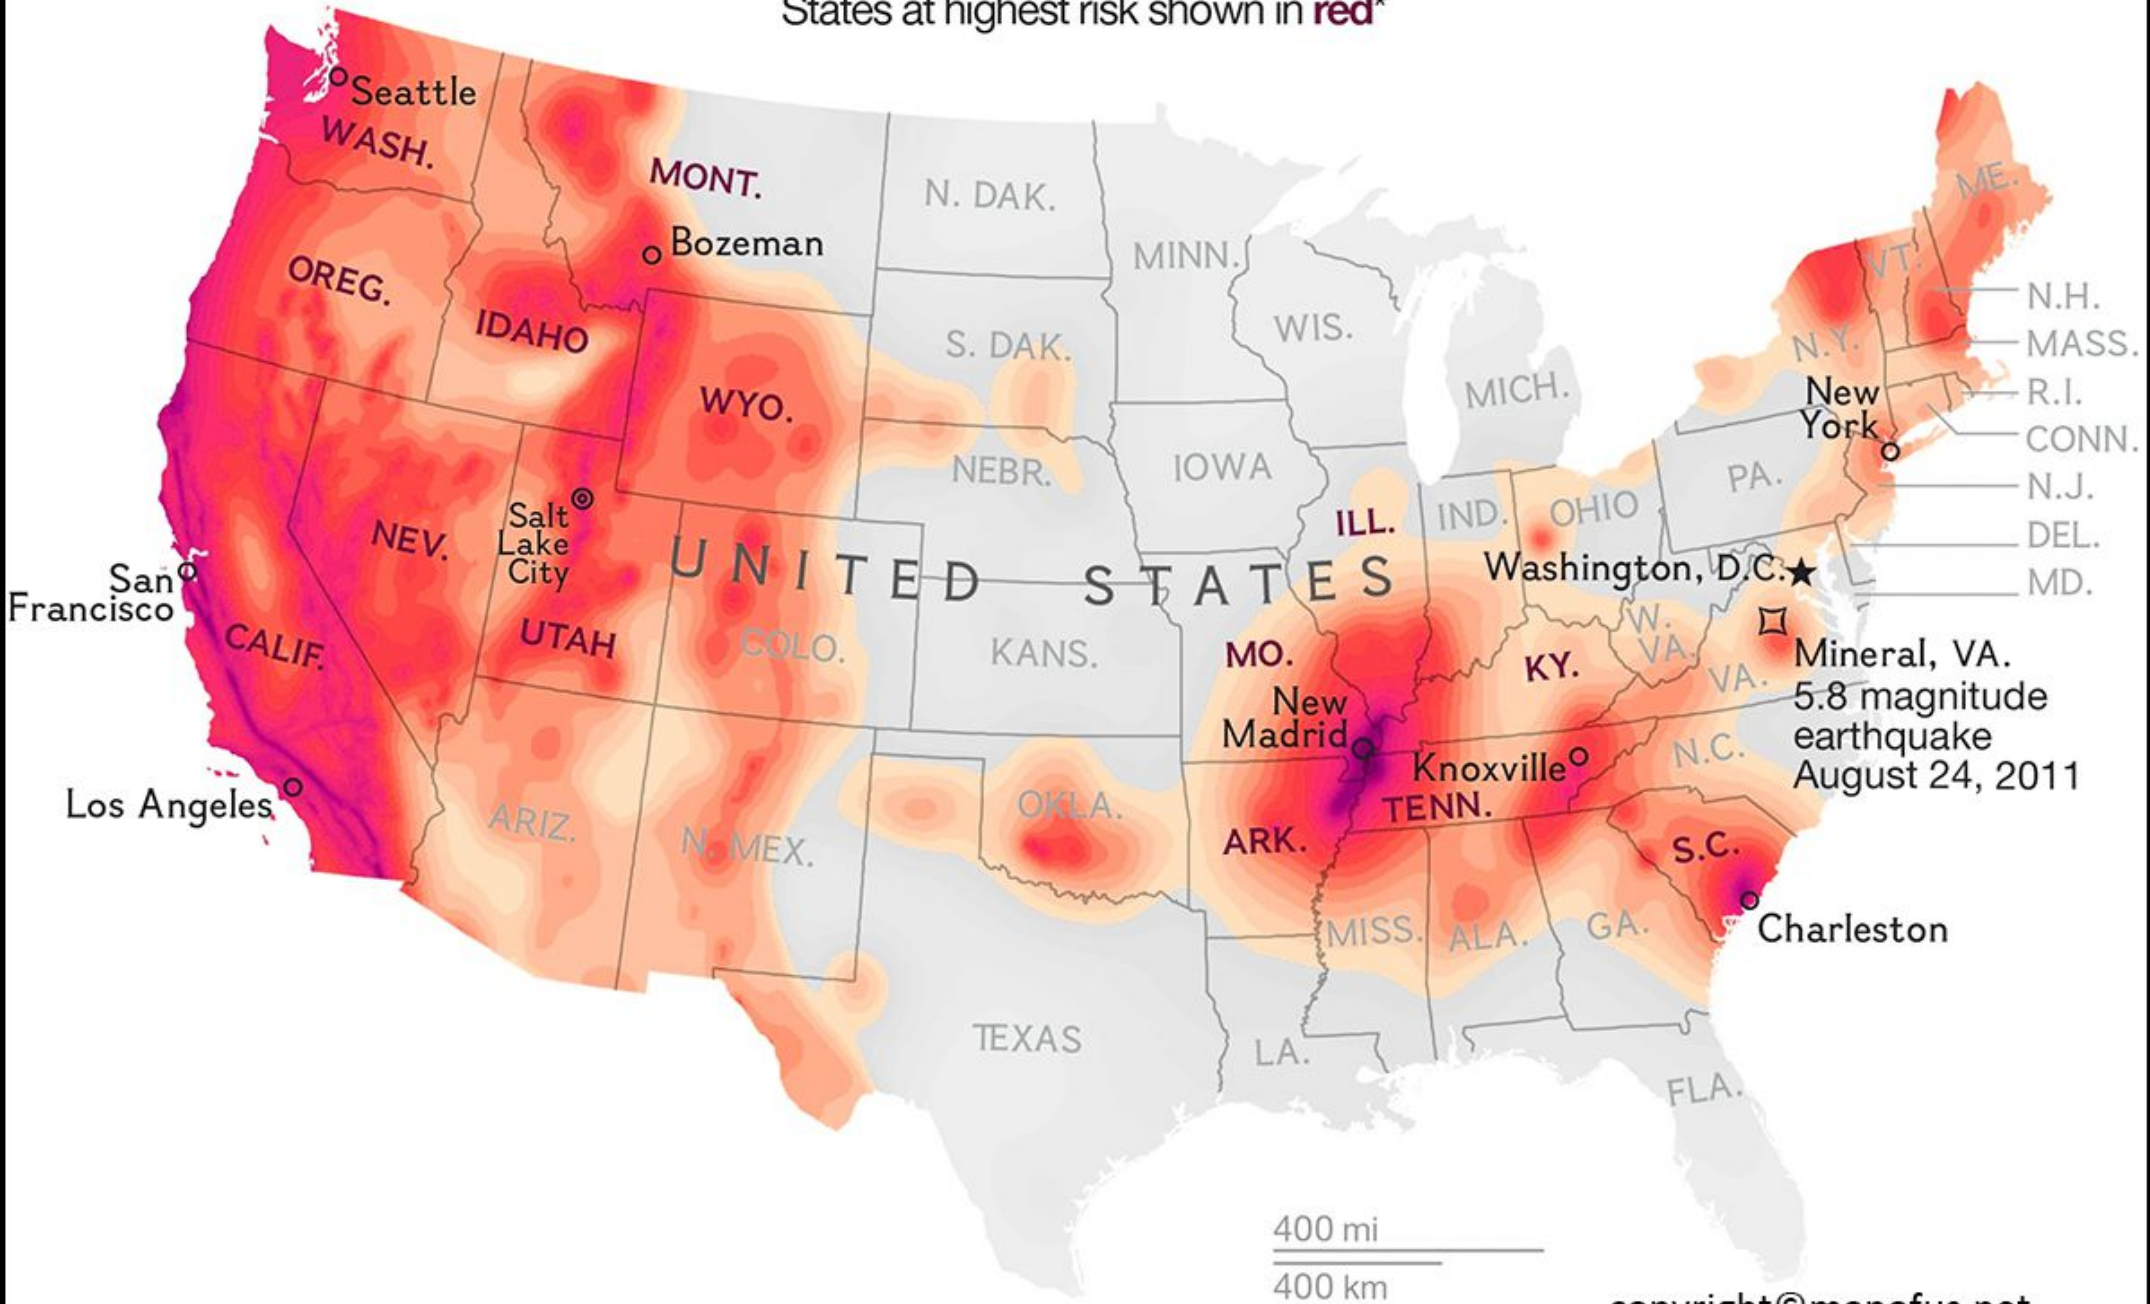 States at highest risk shown in red*
Seattle
WASH.
MONT.
Bozeman
N. DAK.
MINN.
ME.
VT.
N.H.
MASS.
R.I.
CONN.
N.J.
DEL.
MD.
OREG.
IDAHO
WYO.
S. DAK.
WIS.
MICH.
N.Y.
New
York
NEBR.
IOWA
ILL.
IND.
OHIO
PA.
Salt
Lake
City
NEV.
UNITED STATES
Washington, D.C.
San
Francisco
CALIF.
UTAH
COLO.
KANS.
MO.
KY.
W.
VA.
VA.
Mineral, VA.
5.8 magnitude
earthquake
August 24, 2011
New
Madrid
Knoxville
TENN.
N.C.
Los Angeles
ARIZ.
N. MEX.
OKLA.
ARK.
S.C.
MISS.
ALA.
GA.
Charleston
TEXAS
LA.
FLA.
400 mi
400 km
copyright©mapofus.net